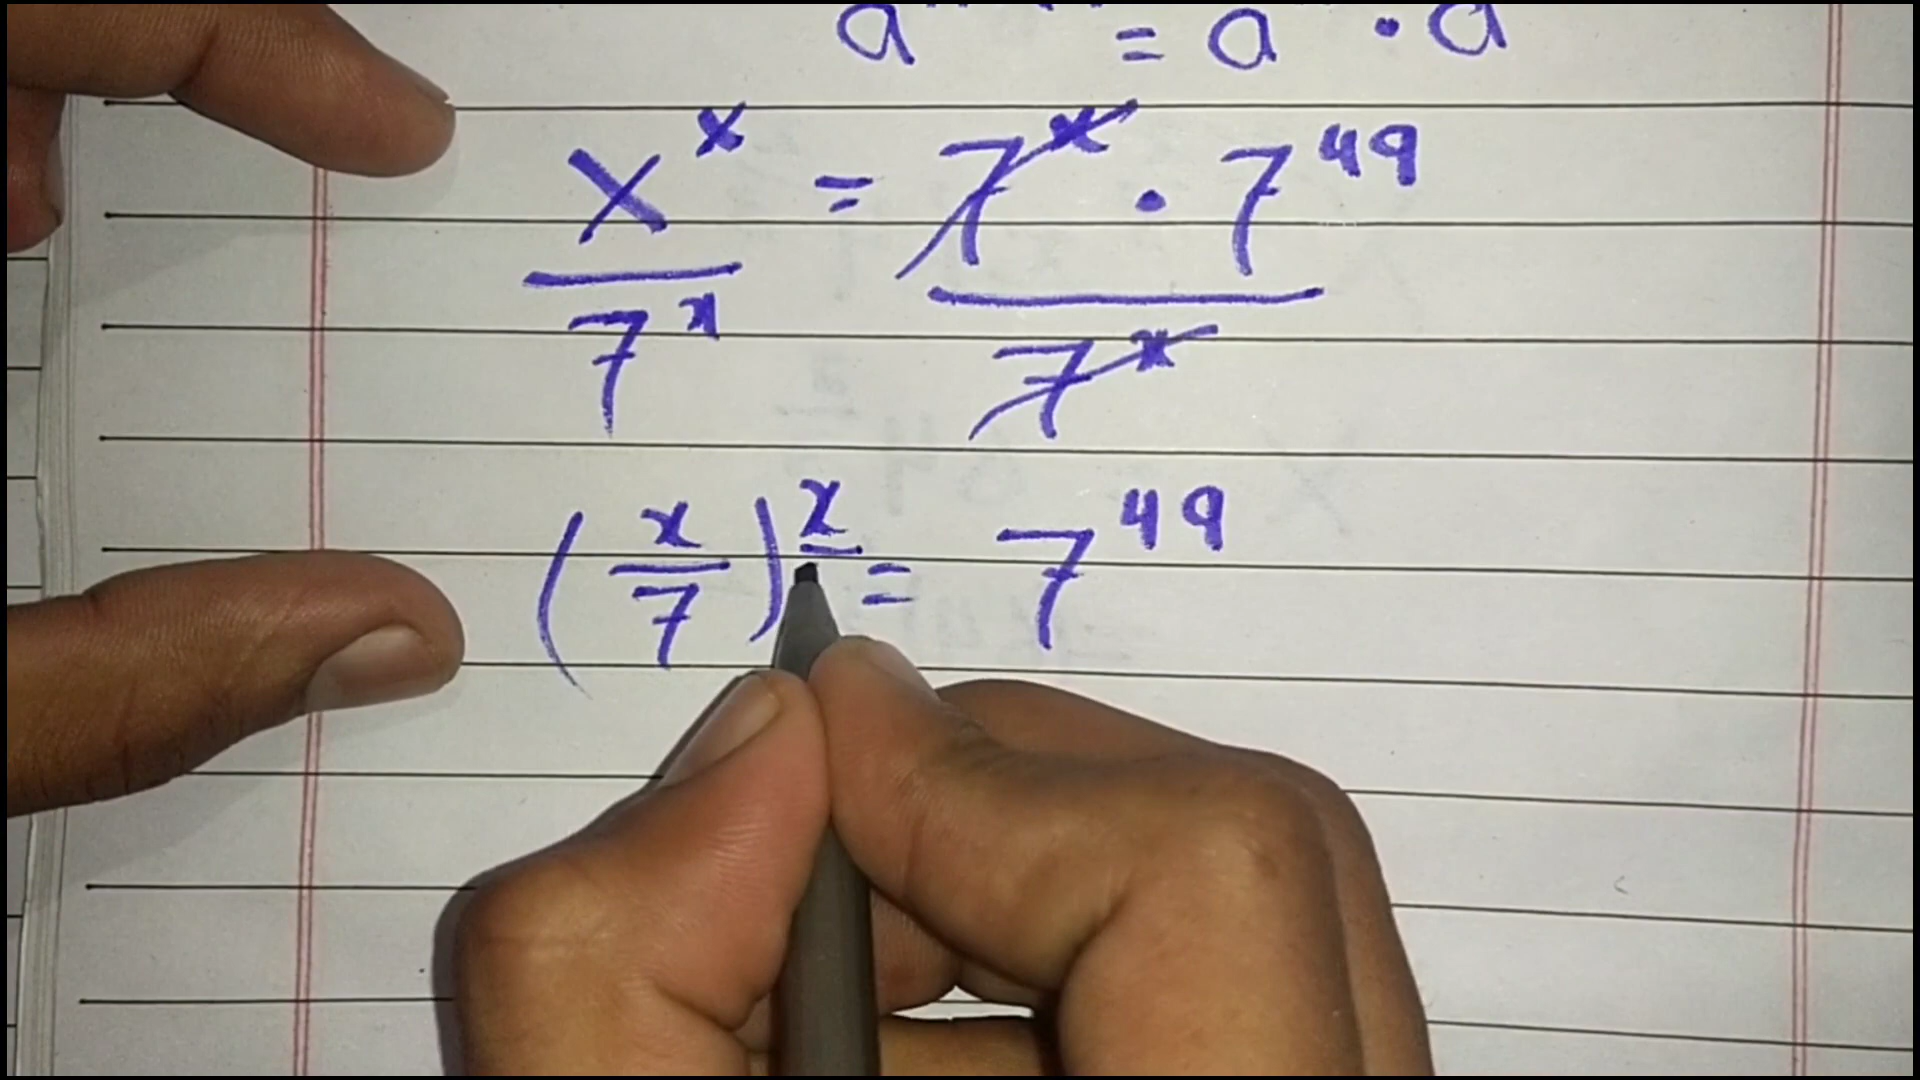 a = a · a
x^x / 7^x = 7^x · 7^49 / 7^x
(x/7)^x = 7^49